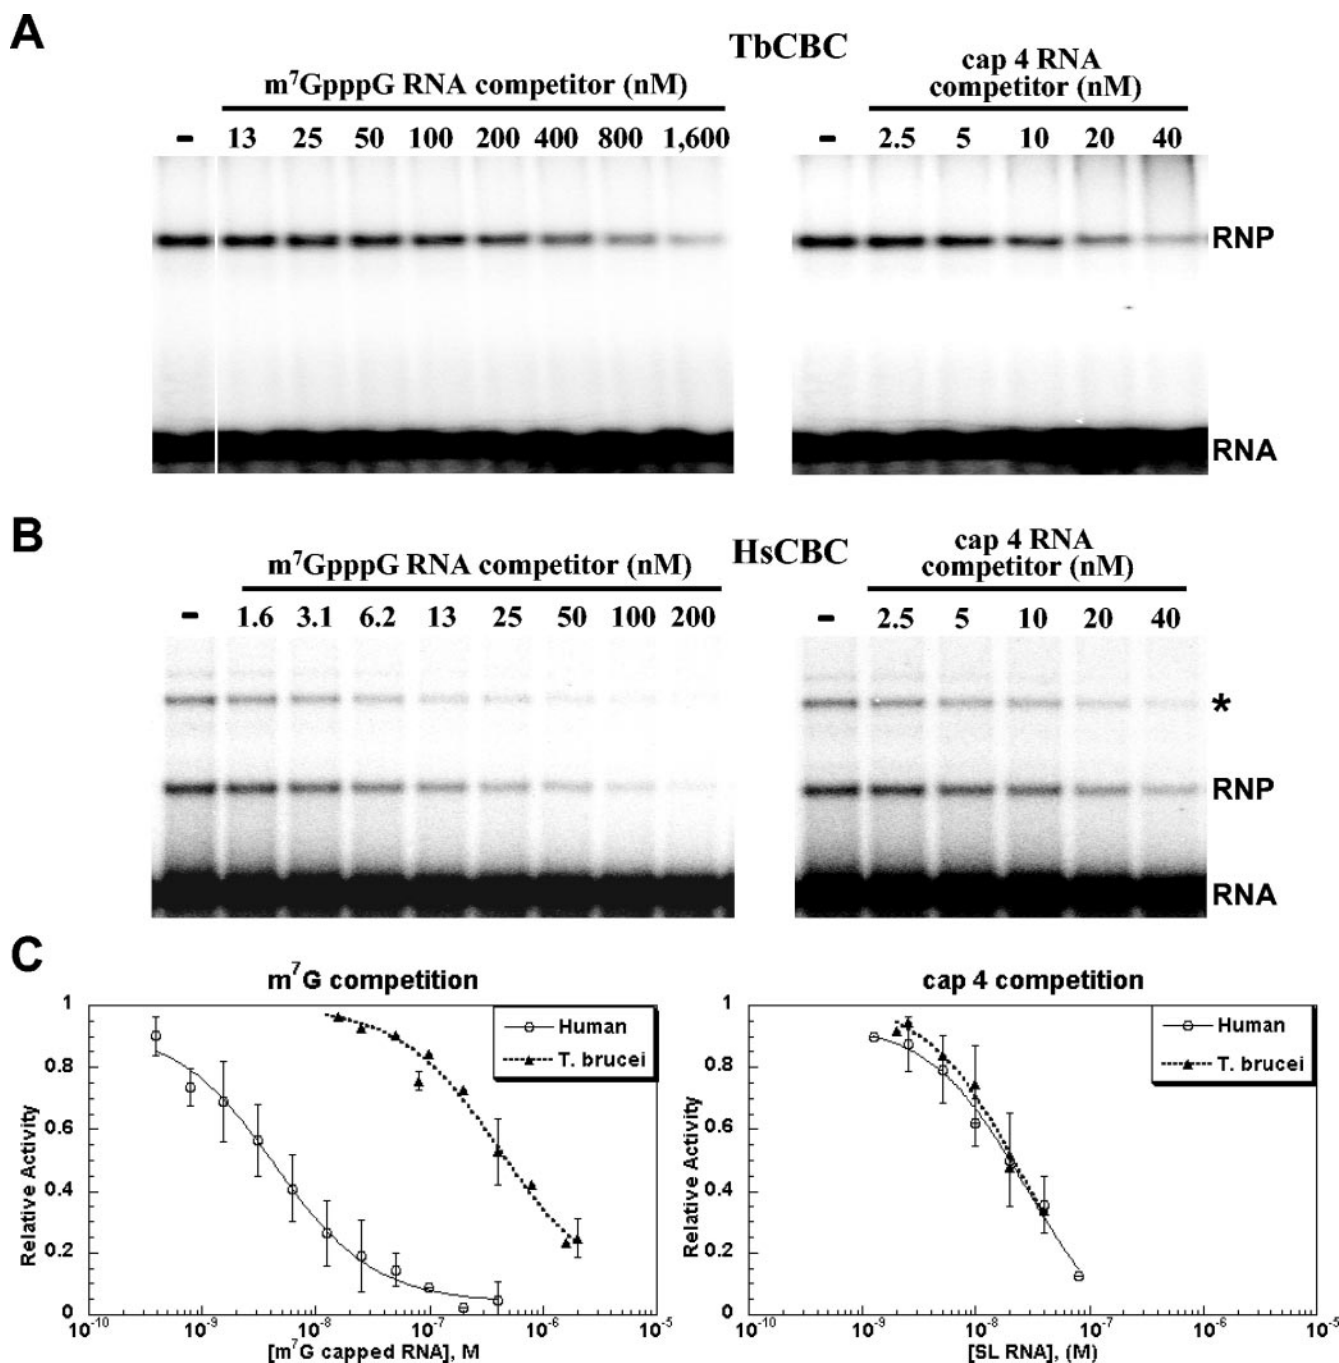 A
TbCBC
m⁷GpppG RNA competitor (nM)
cap 4 RNA
competitor (nM)
– 13 25 50 100 200 400 800 1,600
– 2.5 5 10 20 40
RNP
RNA
B
HsCBC
m⁷GpppG RNA competitor (nM)
cap 4 RNA
competitor (nM)
– 1.6 3.1 6.2 13 25 50 100 200
– 2.5 5 10 20 40
*
RNP
RNA
C
m⁷G competition
Relative Activity
1
0.8
0.6
0.4
0.2
0
Human
T. brucei
10⁻¹⁰ 10⁻⁹ 10⁻⁸ 10⁻⁷ 10⁻⁶ 10⁻⁵
[m⁷G capped RNA], M
cap 4 competition
Relative Activity
1
0.8
0.6
0.4
0.2
0
Human
T. brucei
10⁻¹⁰ 10⁻⁹ 10⁻⁸ 10⁻⁷ 10⁻⁶ 10⁻⁵
[SL RNA], (M)